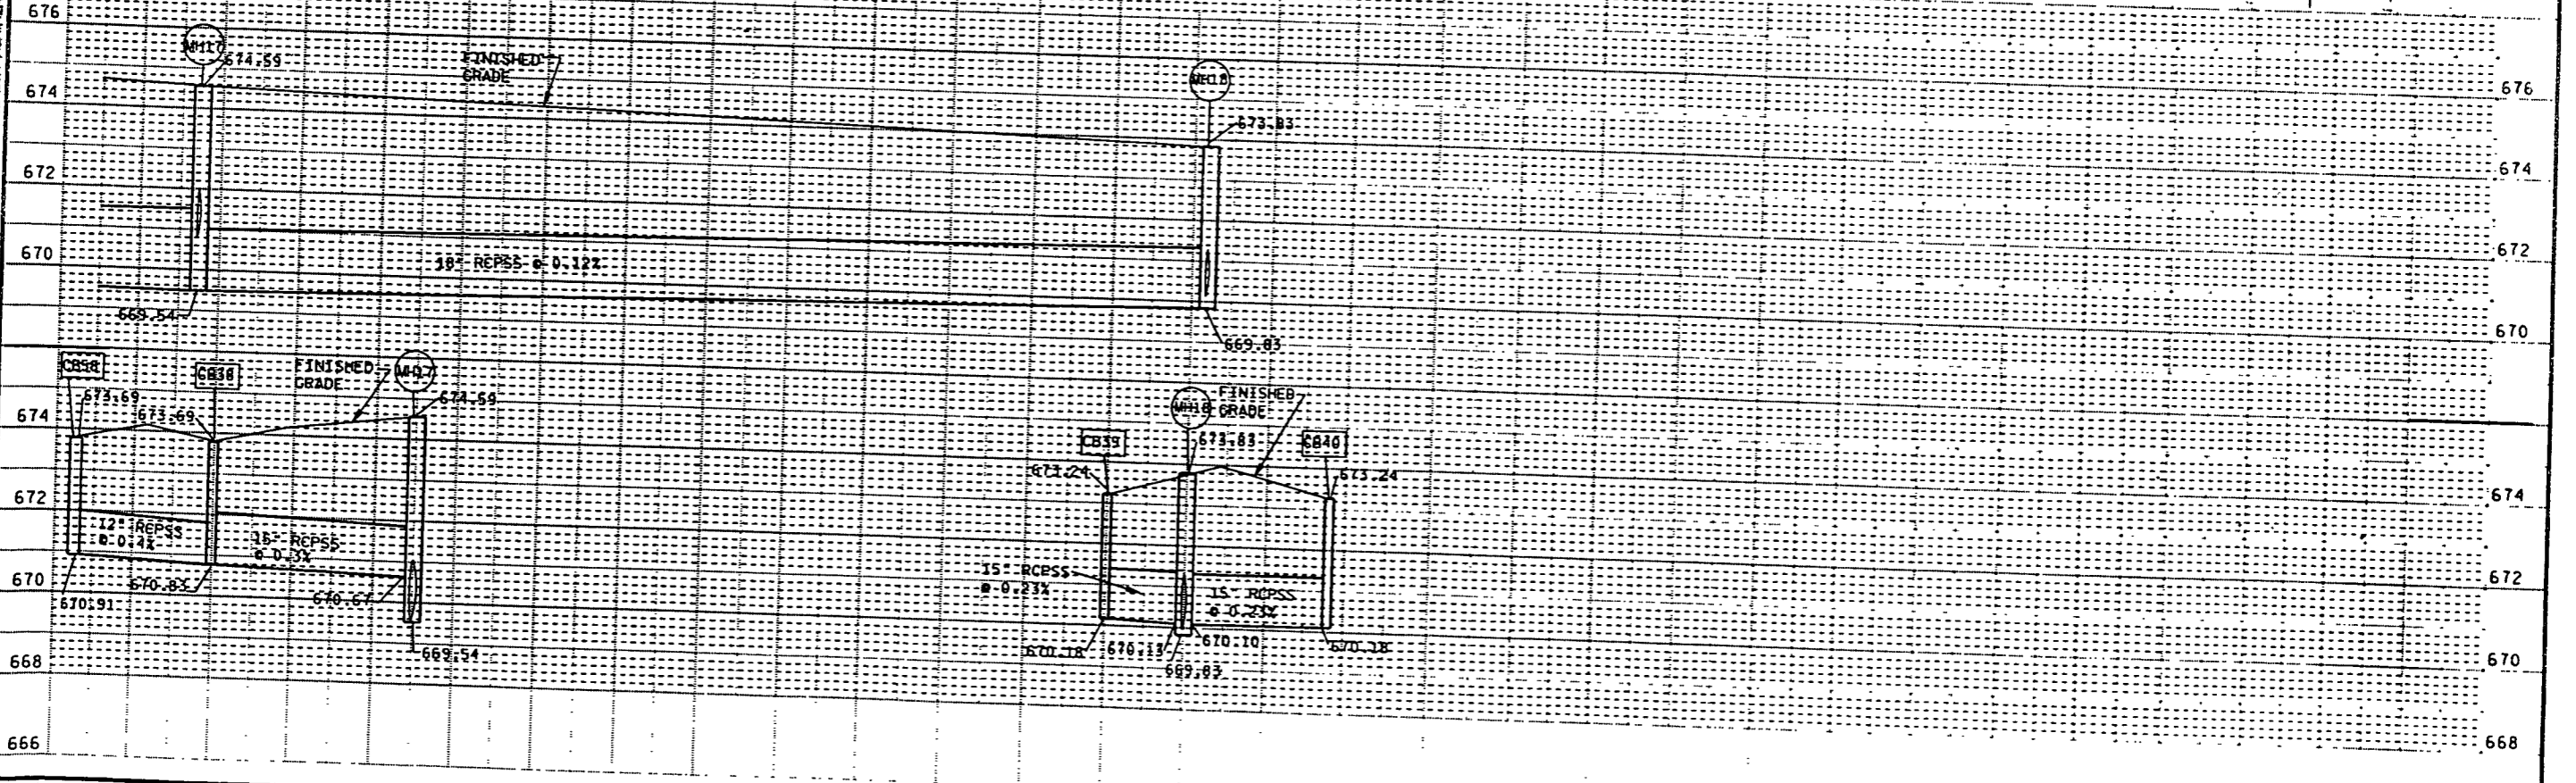 676
MH17
674.59
FINISHED
GRADE
MH18
676
674
673.83
674
672
672
670
18" RCPSS @ 0.12%
669.54
670
669.83
CB58
CB38
FINISHED
GRADE
MH17
673.69
673.69
674.59
674
MH18
FINISHED
GRADE
CB39
673.83
CB40
673.24
673.24
674
672
12" RCPSS
@ 0.4%
15" RCPSS
@ 0.3%
15" RCPSS
@ 0.23%
15" RCPSS
@ 0.23%
672
670
670.91
670.83
670.67
669.54
670.18
670.13
670.10
669.83
670.18
670
668
666
668